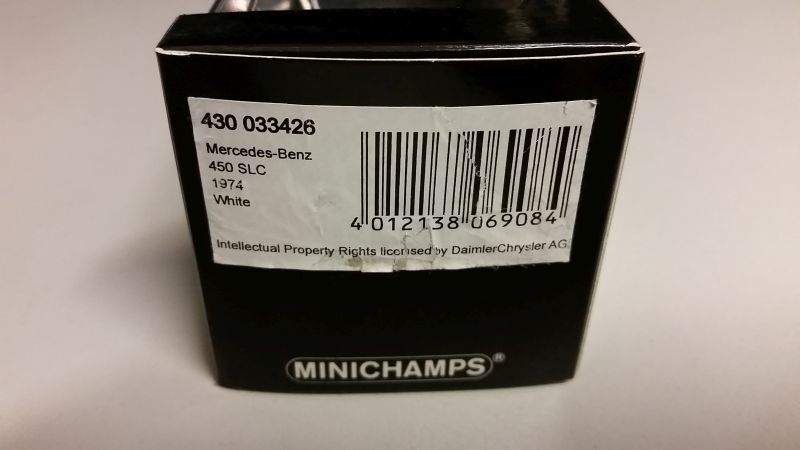 430 033426
Mercedes-Benz
450 SLC
1974
White
4 012138 069084
Intellectual Property Rights licensed by DaimlerChrysler AG
MINICHAMPS®